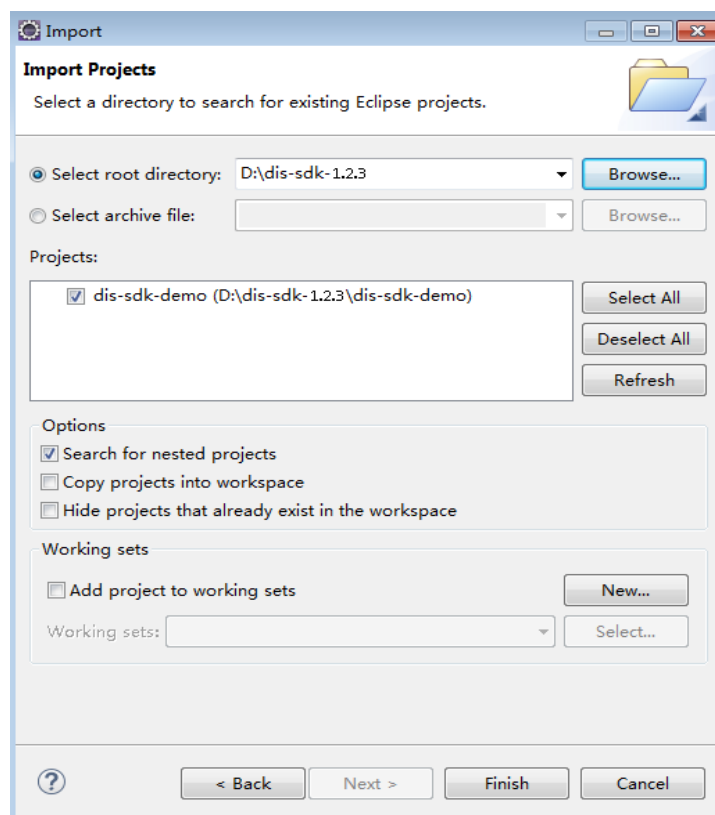 Import
Import Projects
Select a directory to search for existing Eclipse projects.
Select root directory: D:\dis-sdk-1.2.3 Browse...
Select archive file: Browse...
Projects:
dis-sdk-demo (D:\dis-sdk-1.2.3\dis-sdk-demo) Select All
Deselect All
Refresh
Options
Search for nested projects
Copy projects into workspace
Hide projects that already exist in the workspace
Working sets
Add project to working sets New...
Working sets: Select...
? < Back Next > Finish Cancel